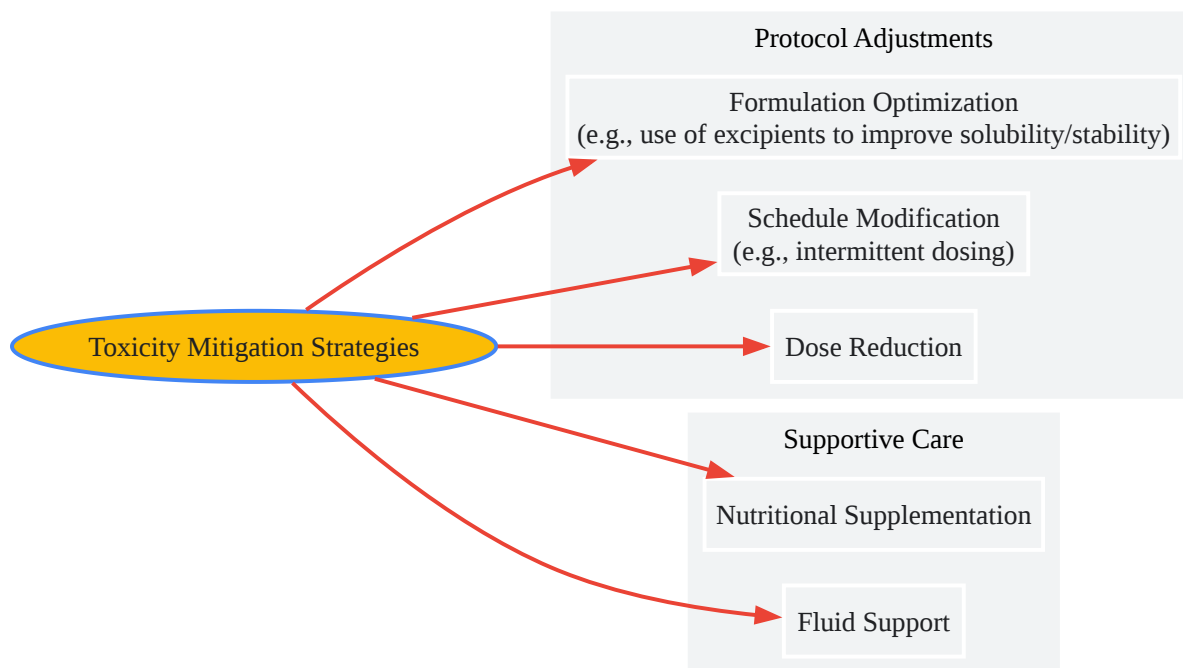 Protocol Adjustments
Formulation Optimization
(e.g., use of excipients to improve solubility/stability)
Schedule Modification
(e.g., intermittent dosing)
Toxicity Mitigation Strategies
Dose Reduction
Supportive Care
Nutritional Supplementation
Fluid Support